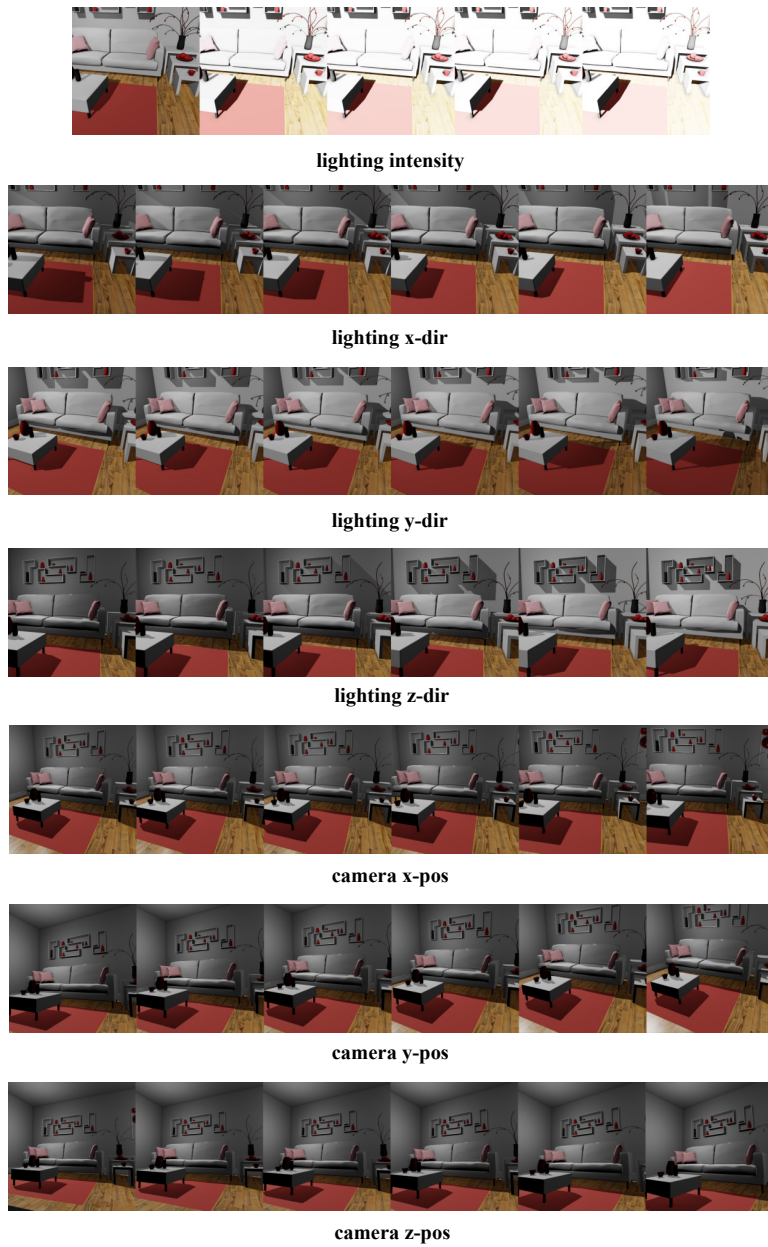 lighting intensity
lighting x-dir
lighting y-dir
lighting z-dir
camera x-pos
camera y-pos
camera z-pos